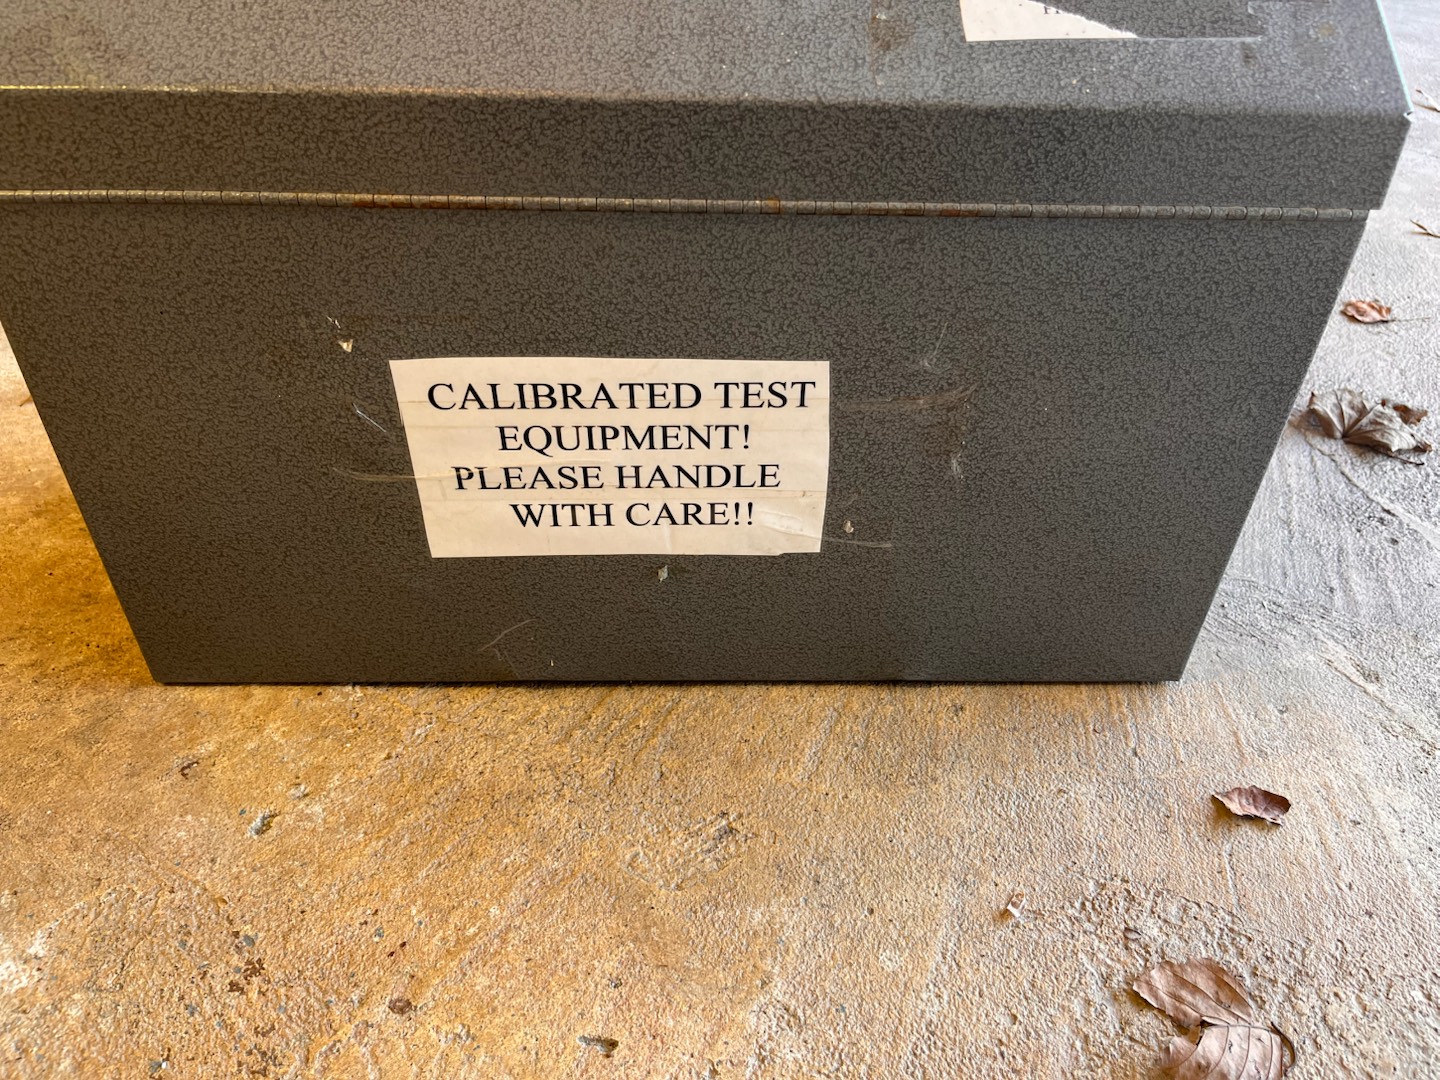 CALIBRATED TEST
EQUIPMENT!
PLEASE HANDLE
WITH CARE!!